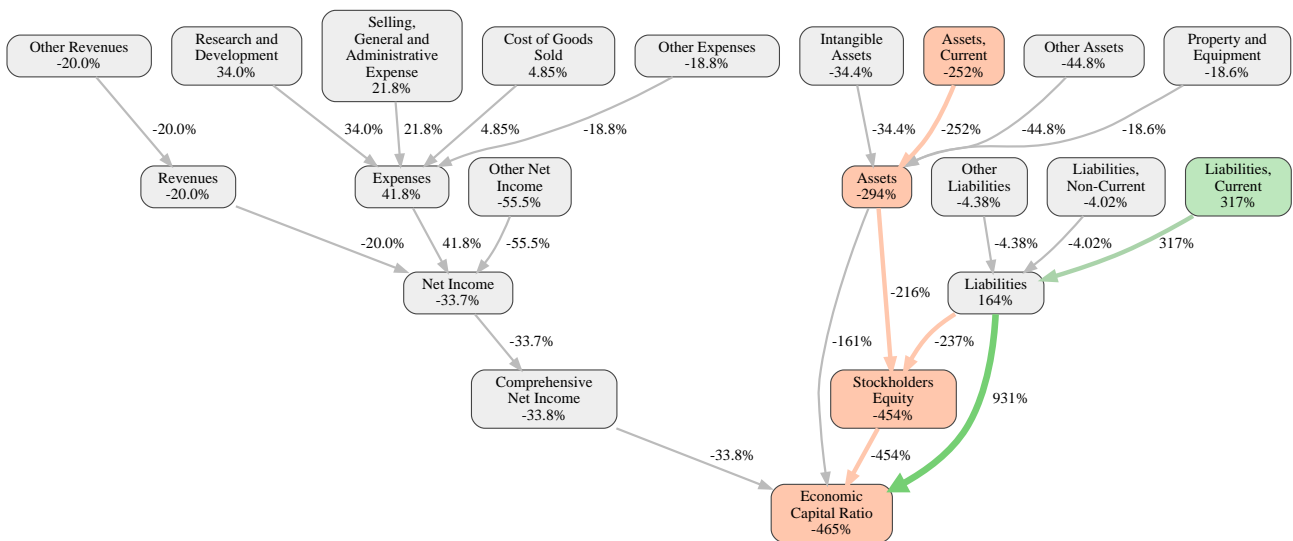 Other Revenues
-20.0%
Research and
Development
34.0%
Selling,
General and
Administrative
Expense
21.8%
Cost of Goods
Sold
4.85%
Other Expenses
-18.8%
Intangible
Assets
-34.4%
Assets,
Current
-252%
Other Assets
-44.8%
Property and
Equipment
-18.6%
-20.0%
34.0%
21.8%
4.85%
-18.8%
-34.4%
-252%
-44.8%
-18.6%
Revenues
-20.0%
Expenses
41.8%
Other Net
Income
-55.5%
Assets
-294%
Other
Liabilities
-4.38%
Liabilities,
Non-Current
-4.02%
Liabilities,
Current
317%
-20.0%
41.8%
-55.5%
-4.38%
-4.02%
317%
Net Income
-33.7%
Liabilities
164%
-216%
-33.7%
-161%
-237%
Comprehensive
Net Income
-33.8%
Stockholders
Equity
-454%
931%
-33.8%
-454%
Economic
Capital Ratio
-465%